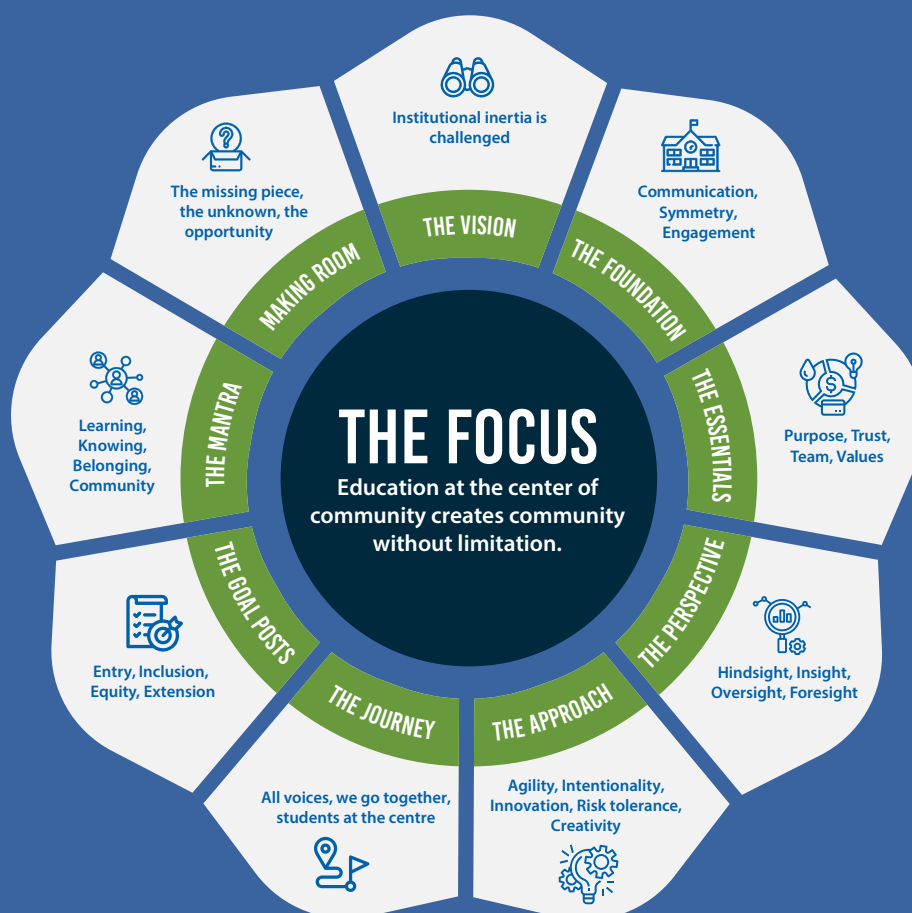 THE FOCUS
Education at the center of
community creates community
without limitation.
THE VISION
Institutional inertia is
challenged
THE FOUNDATION
Communication,
Symmetry,
Engagement
THE ESSENTIALS
$
Purpose, Trust,
Team, Values
THE PERSPECTIVE
Hindsight, Insight,
Oversight, Foresight
THE APPROACH
Agility, Intentionality,
Innovation, Risk tolerance,
Creativity
THE JOURNEY
All voices, we go together,
students at the centre
THE GOAL POSTS
Entry, Inclusion,
Equity, Extension
THE MANTRA
Learning,
Knowing,
Belonging,
Community
MAKING ROOM
?
The missing piece,
the unknown, the
opportunity